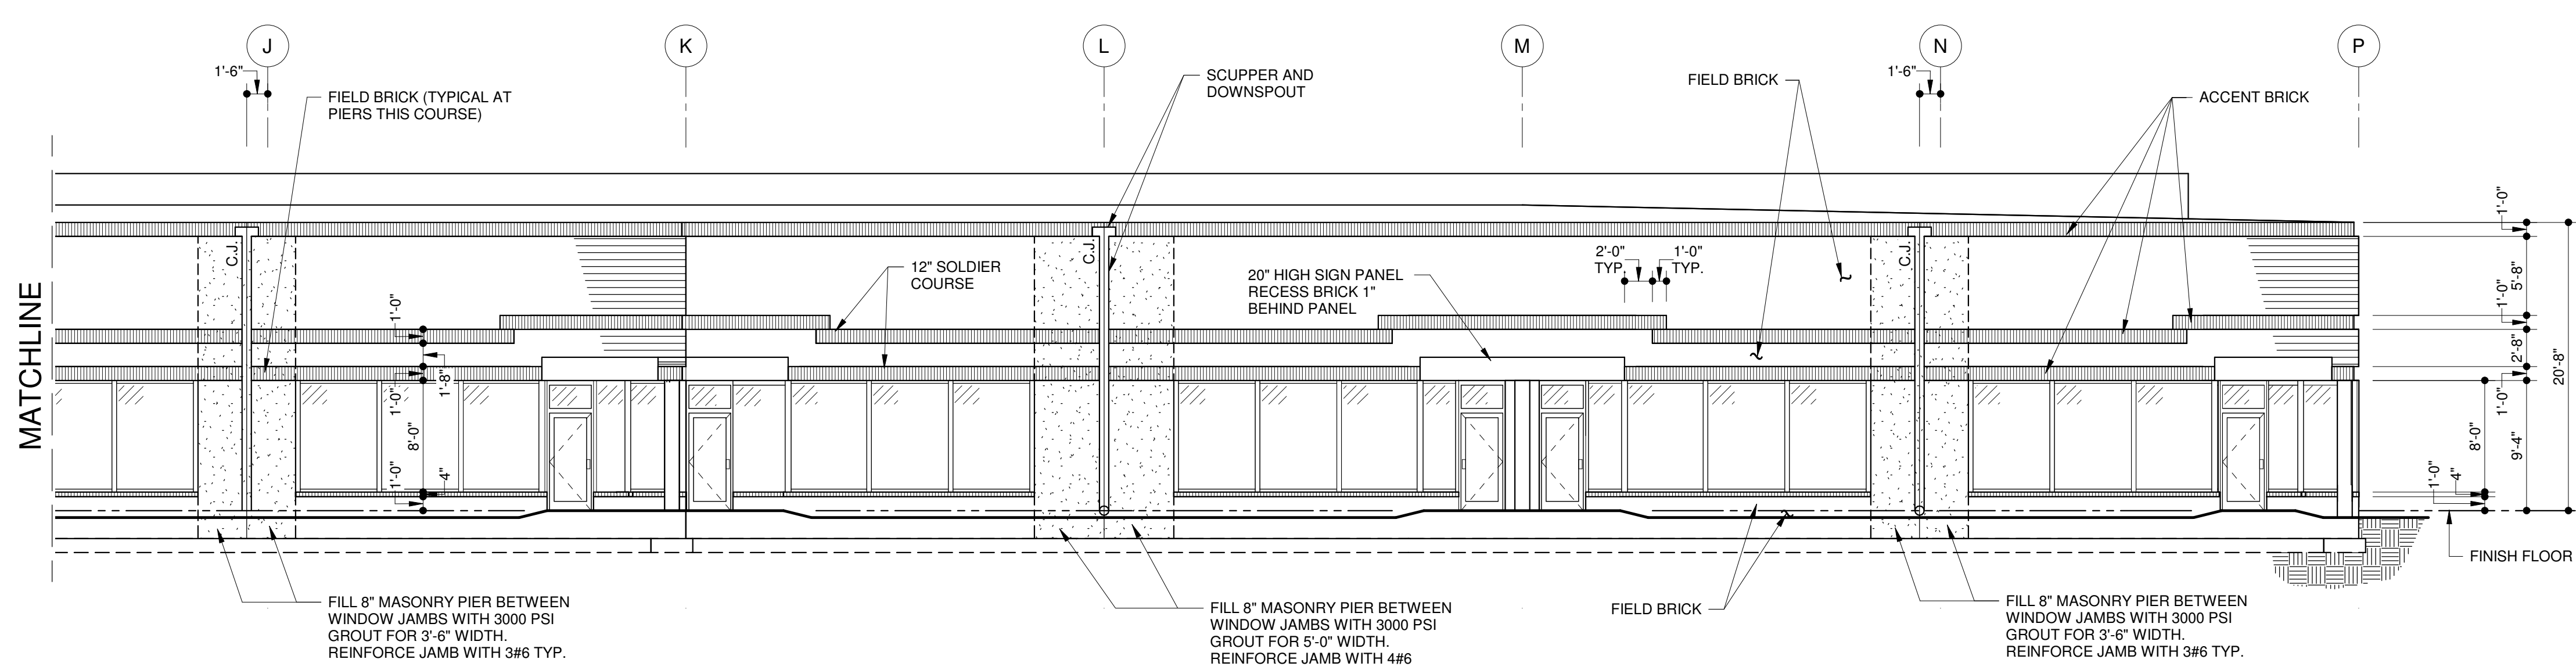 J
K
L
M
N
P
1'-6"
1'-6"
FIELD BRICK (TYPICAL AT
PIERS THIS COURSE)
SCUPPER AND
DOWNSPOUT
FIELD BRICK
ACCENT BRICK
MATCHLINE
C.J.
C.J.
C.J.
12" SOLDIER
COURSE
20" HIGH SIGN PANEL
RECESS BRICK 1"
BEHIND PANEL
2'-0"
TYP.
1'-0"
TYP.
1'-0"
1'-8"
1'-0"
8'-0"
4"
1'-0"
1'-0"
5'-8"
1'-0"
2'-8"
1'-0"
20'-8"
8'-0"
9'-4"
1'-0"
4"
FINISH FLOOR
FILL 8" MASONRY PIER BETWEEN
WINDOW JAMBS WITH 3000 PSI
GROUT FOR 3'-6" WIDTH.
REINFORCE JAMB WITH 3#6 TYP.
FILL 8" MASONRY PIER BETWEEN
WINDOW JAMBS WITH 3000 PSI
GROUT FOR 5'-0" WIDTH.
REINFORCE JAMB WITH 4#6
FIELD BRICK
FILL 8" MASONRY PIER BETWEEN
WINDOW JAMBS WITH 3000 PSI
GROUT FOR 3'-6" WIDTH.
REINFORCE JAMB WITH 3#6 TYP.